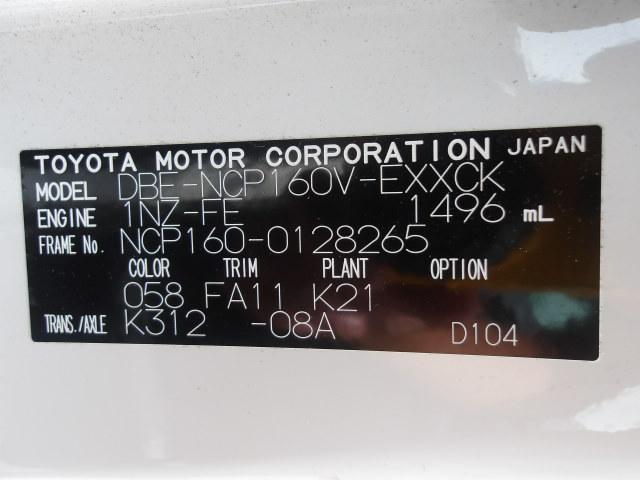 TOYOTA MOTOR CORPORATION JAPAN
MODEL DBE-NCP160V-EXXCK
ENGINE 1NZ-FE 1496 mL
FRAME No. NCP160-0128265
COLOR TRIM PLANT OPTION
058 FA11 K21
TRANS./AXLE K312 -08A D104